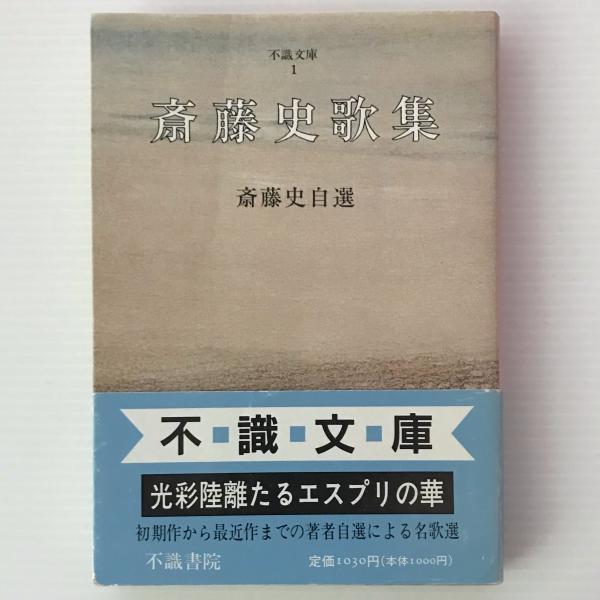 不識文庫
1
斎藤史歌集
斎藤史自選
不識文庫
光彩陸離たるエスプリの華
初期作から最近作までの著者自選による名歌選
不識書院 定価1030円(本体1000円)